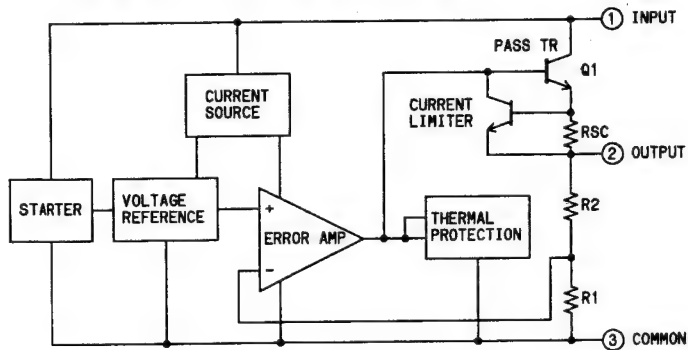 1 INPUT
PASS TR
Q1
CURRENT
SOURCE
CURRENT
LIMITER
RSC
2 OUTPUT
STARTER
VOLTAGE
REFERENCE
+
ERROR AMP
−
THERMAL
PROTECTION
R2
R1
3 COMMON